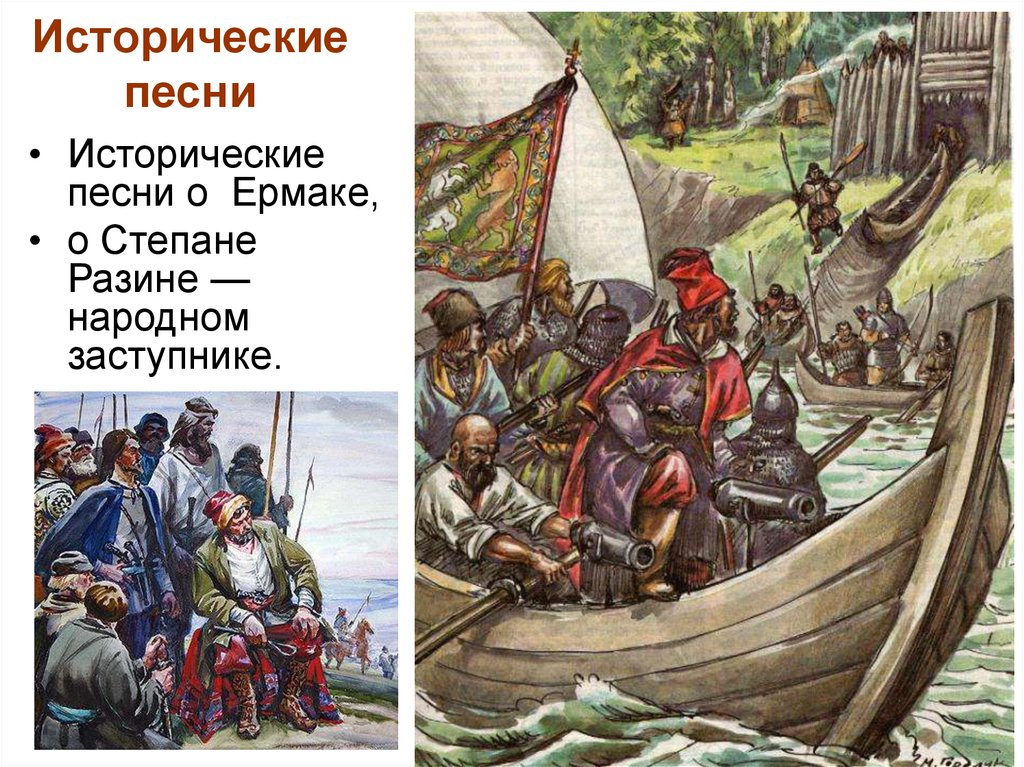 Исторические
песни
• Исторические
песни о Ермаке,
• о Степане
Разине —
народном
заступнике.